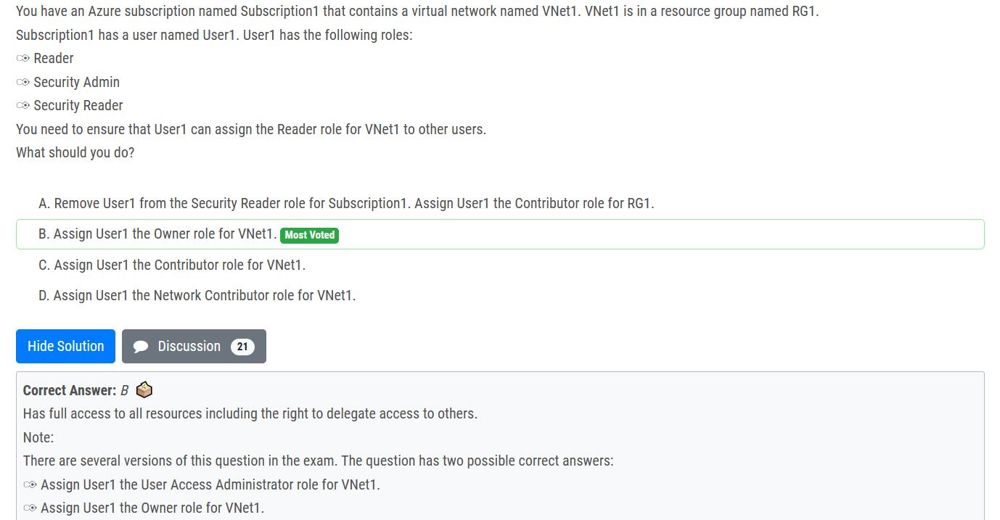 You have an Azure subscription named Subscription1 that contains a virtual network named VNet1. VNet1 is in a resource group named RG1.
Subscription1 has a user named User1. User1 has the following roles:
Reader
Security Admin
Security Reader
You need to ensure that User1 can assign the Reader role for VNet1 to other users.
What should you do?
A. Remove User1 from the Security Reader role for Subscription1. Assign User1 the Contributor role for RG1.
B. Assign User1 the Owner role for VNet1. Most Voted
C. Assign User1 the Contributor role for VNet1.
D. Assign User1 the Network Contributor role for VNet1.
Hide Solution Discussion 21
Correct Answer: B
Has full access to all resources including the right to delegate access to others.
Note:
There are several versions of this question in the exam. The question has two possible correct answers:
Assign User1 the User Access Administrator role for VNet1.
Assign User1 the Owner role for VNet1.